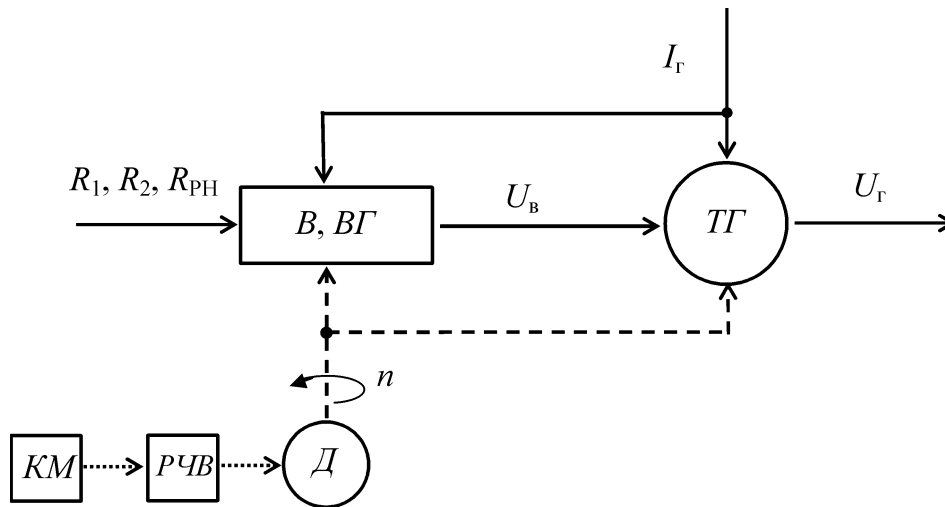 Iг
R1, R2, RРН
В, ВГ
Uв
ТГ
Uг
n
КМ
РЧВ
Д